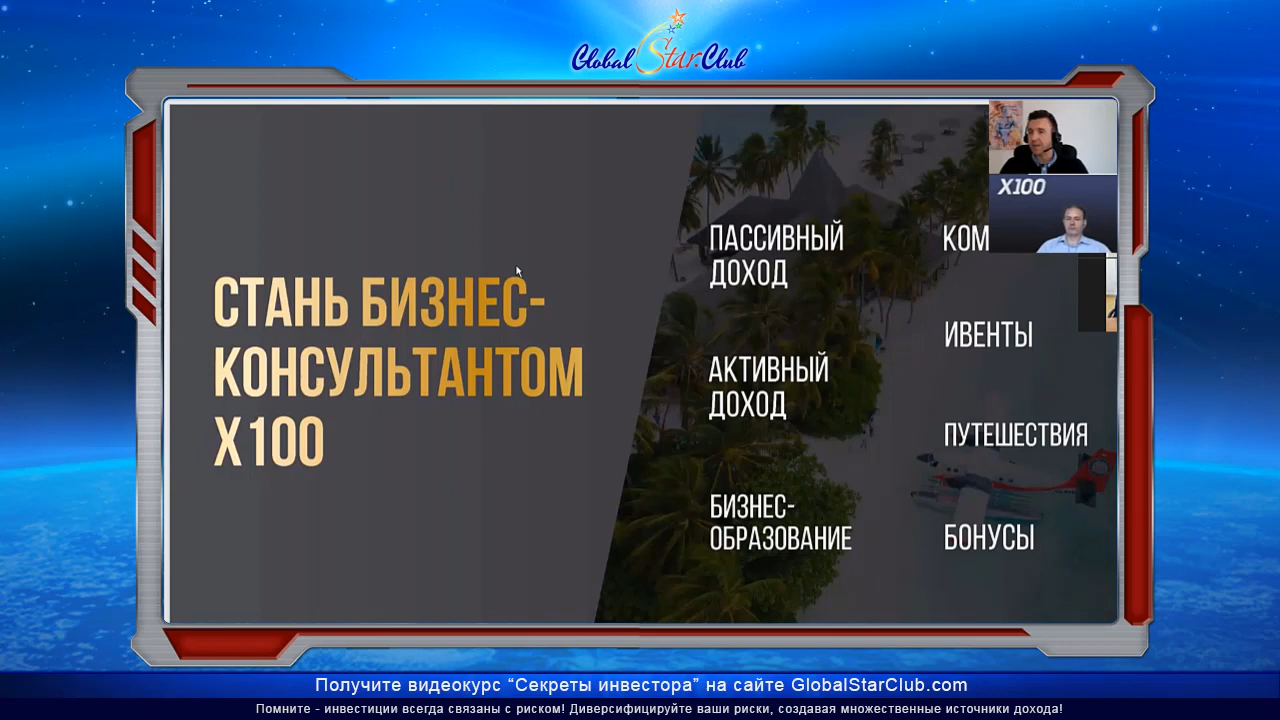 Global Star.Club
X100
СТАНЬ БИЗНЕС-
КОНСУЛЬТАНТОМ
X100
ПАССИВНЫЙ
ДОХОД
АКТИВНЫЙ
ДОХОД
БИЗНЕС-
ОБРАЗОВАНИЕ
КОМ
ИВЕНТЫ
ПУТЕШЕСТВИЯ
БОНУСЫ
Получите видеокурс “Секреты инвестора” на сайте GlobalStarClub.com
Помните - инвестиции всегда связаны с риском! Диверсифицируйте ваши риски, создавая множественные источники дохода!